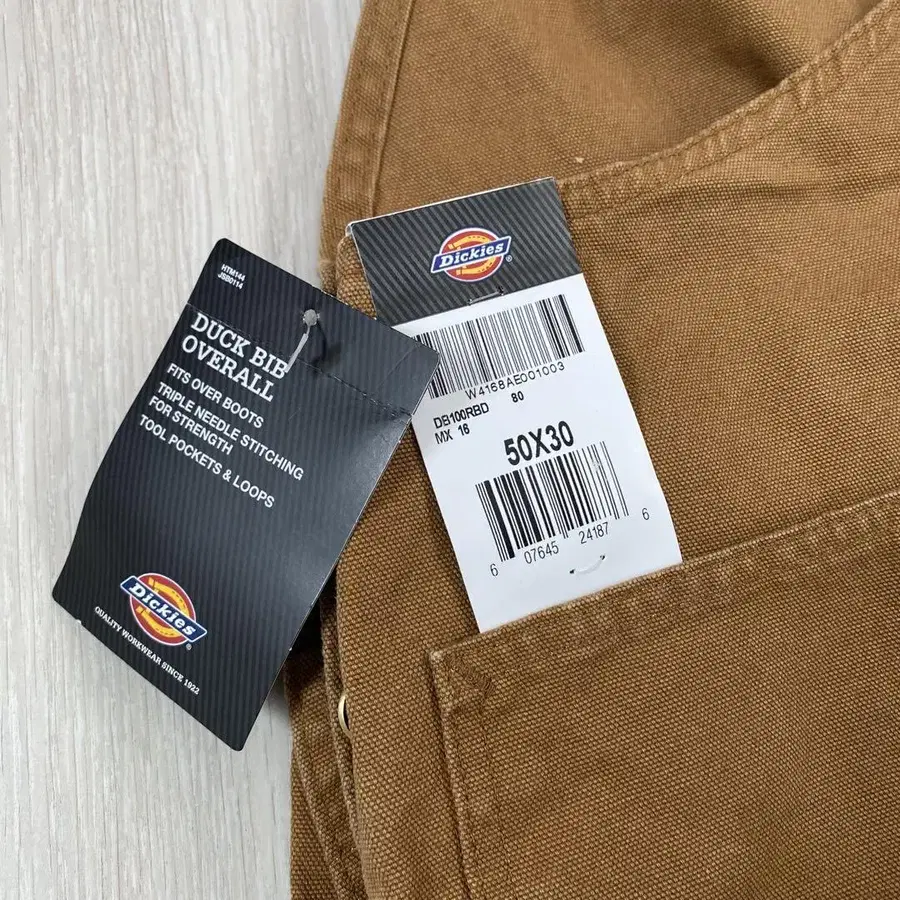 HTM144
JSB0114
DUCK BIB
OVERALL
FITS OVER BOOTS
TRIPLE NEEDLE STITCHING
FOR STRENGTH
TOOL POCKETS & LOOPS
Dickies®
QUALITY WORKWEAR SINCE 1922
Dickies®
W4168AE001003
DB100RBD 80
MX 16
50X30
6 07645 24187 6